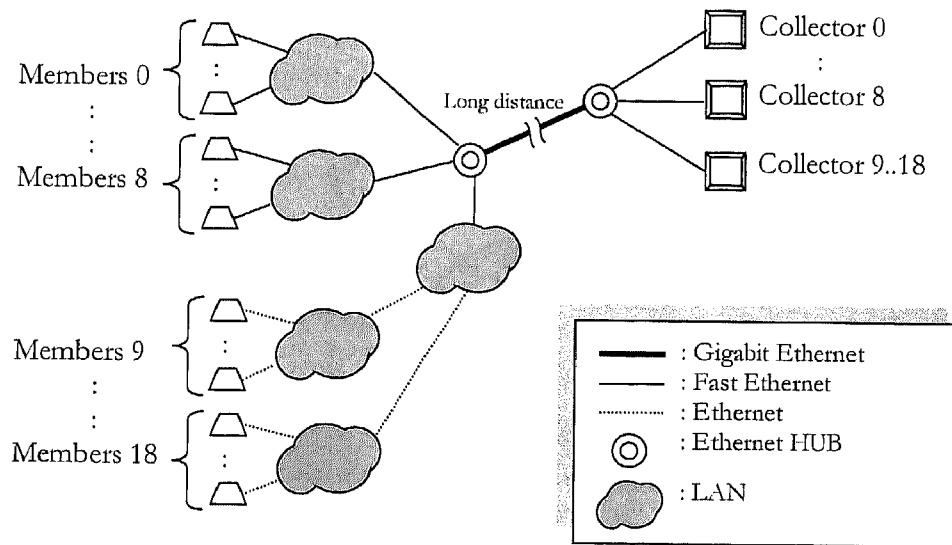 Members 0
:
:
Members 8
:
:
Long distance
Collector 0
:
Collector 8
Collector 9..18
Members 9
:
:
Members 18
:
:
: Gigabit Ethernet
: Fast Ethernet
: Ethernet
: Ethernet HUB
: LAN